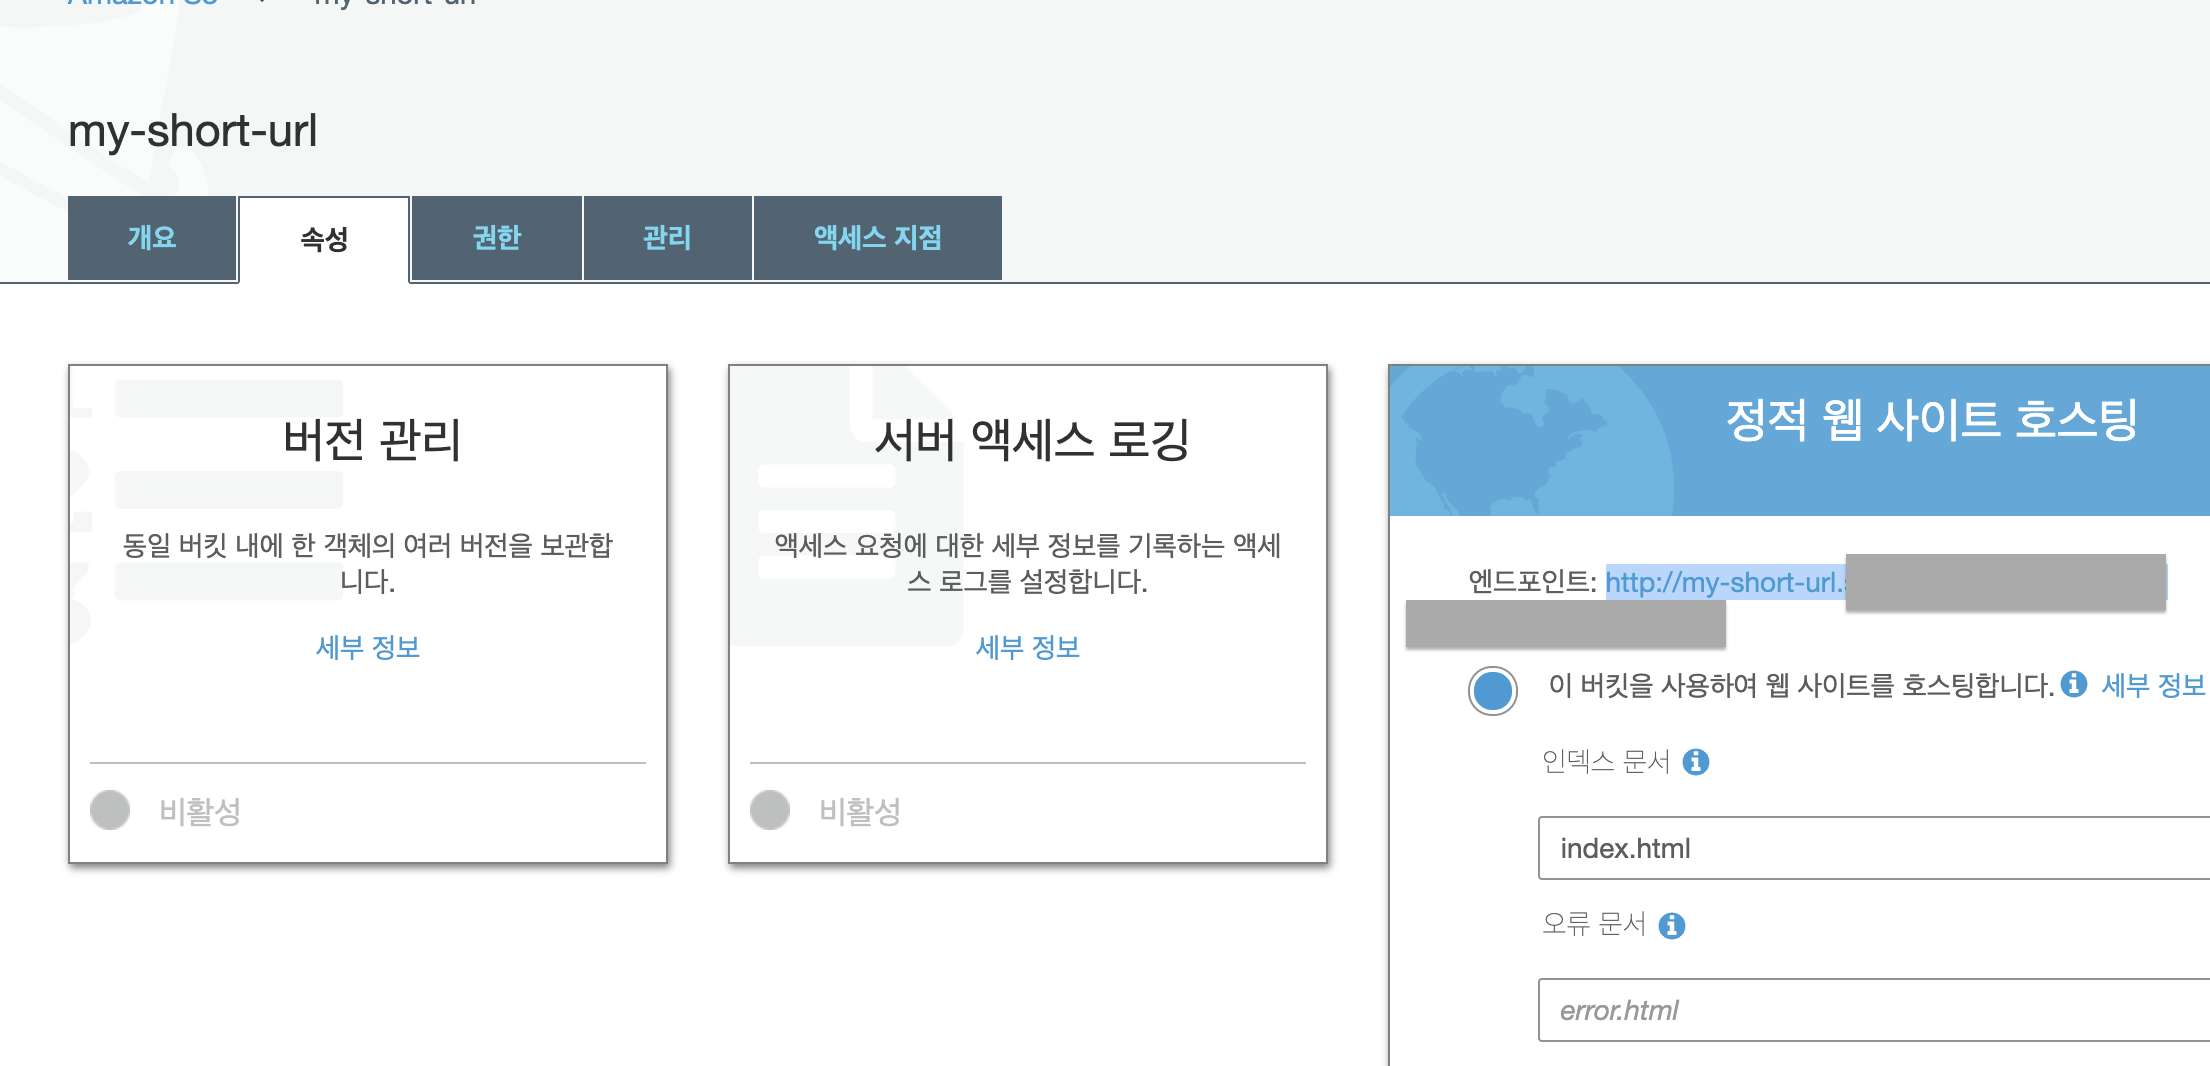 Amazon S3 my-short-url
my-short-url
개요 속성 권한 관리 액세스 지점
버전 관리
동일 버킷 내에 한 객체의 여러 버전을 보관합
니다.
세부 정보
비활성
서버 액세스 로깅
액세스 요청에 대한 세부 정보를 기록하는 액세
스 로그를 설정합니다.
세부 정보
비활성
정적 웹 사이트 호스팅
엔드포인트: http://my-short-url.
이 버킷을 사용하여 웹 사이트를 호스팅합니다. 세부 정보
인덱스 문서
index.html
오류 문서
error.html